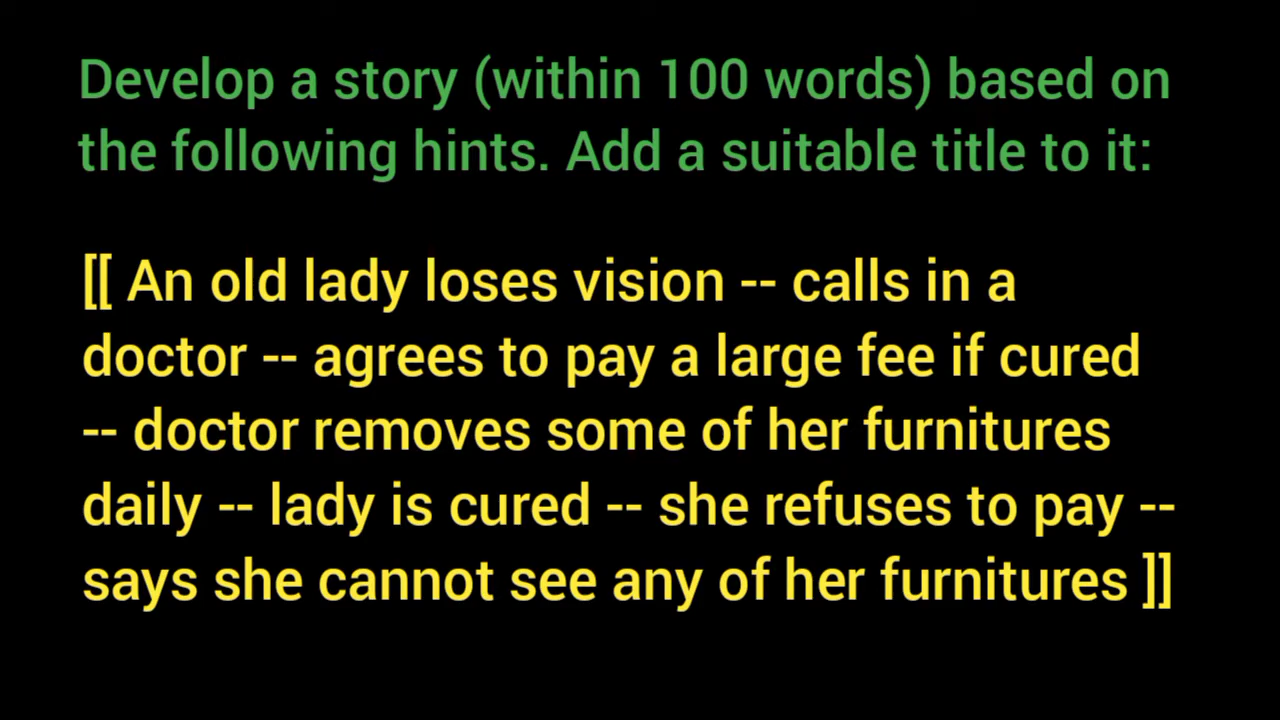 Develop a story (within 100 words) based on
the following hints. Add a suitable title to it:
[[ An old lady loses vision -- calls in a
doctor -- agrees to pay a large fee if cured
-- doctor removes some of her furnitures
daily -- lady is cured -- she refuses to pay --
says she cannot see any of her furnitures ]]